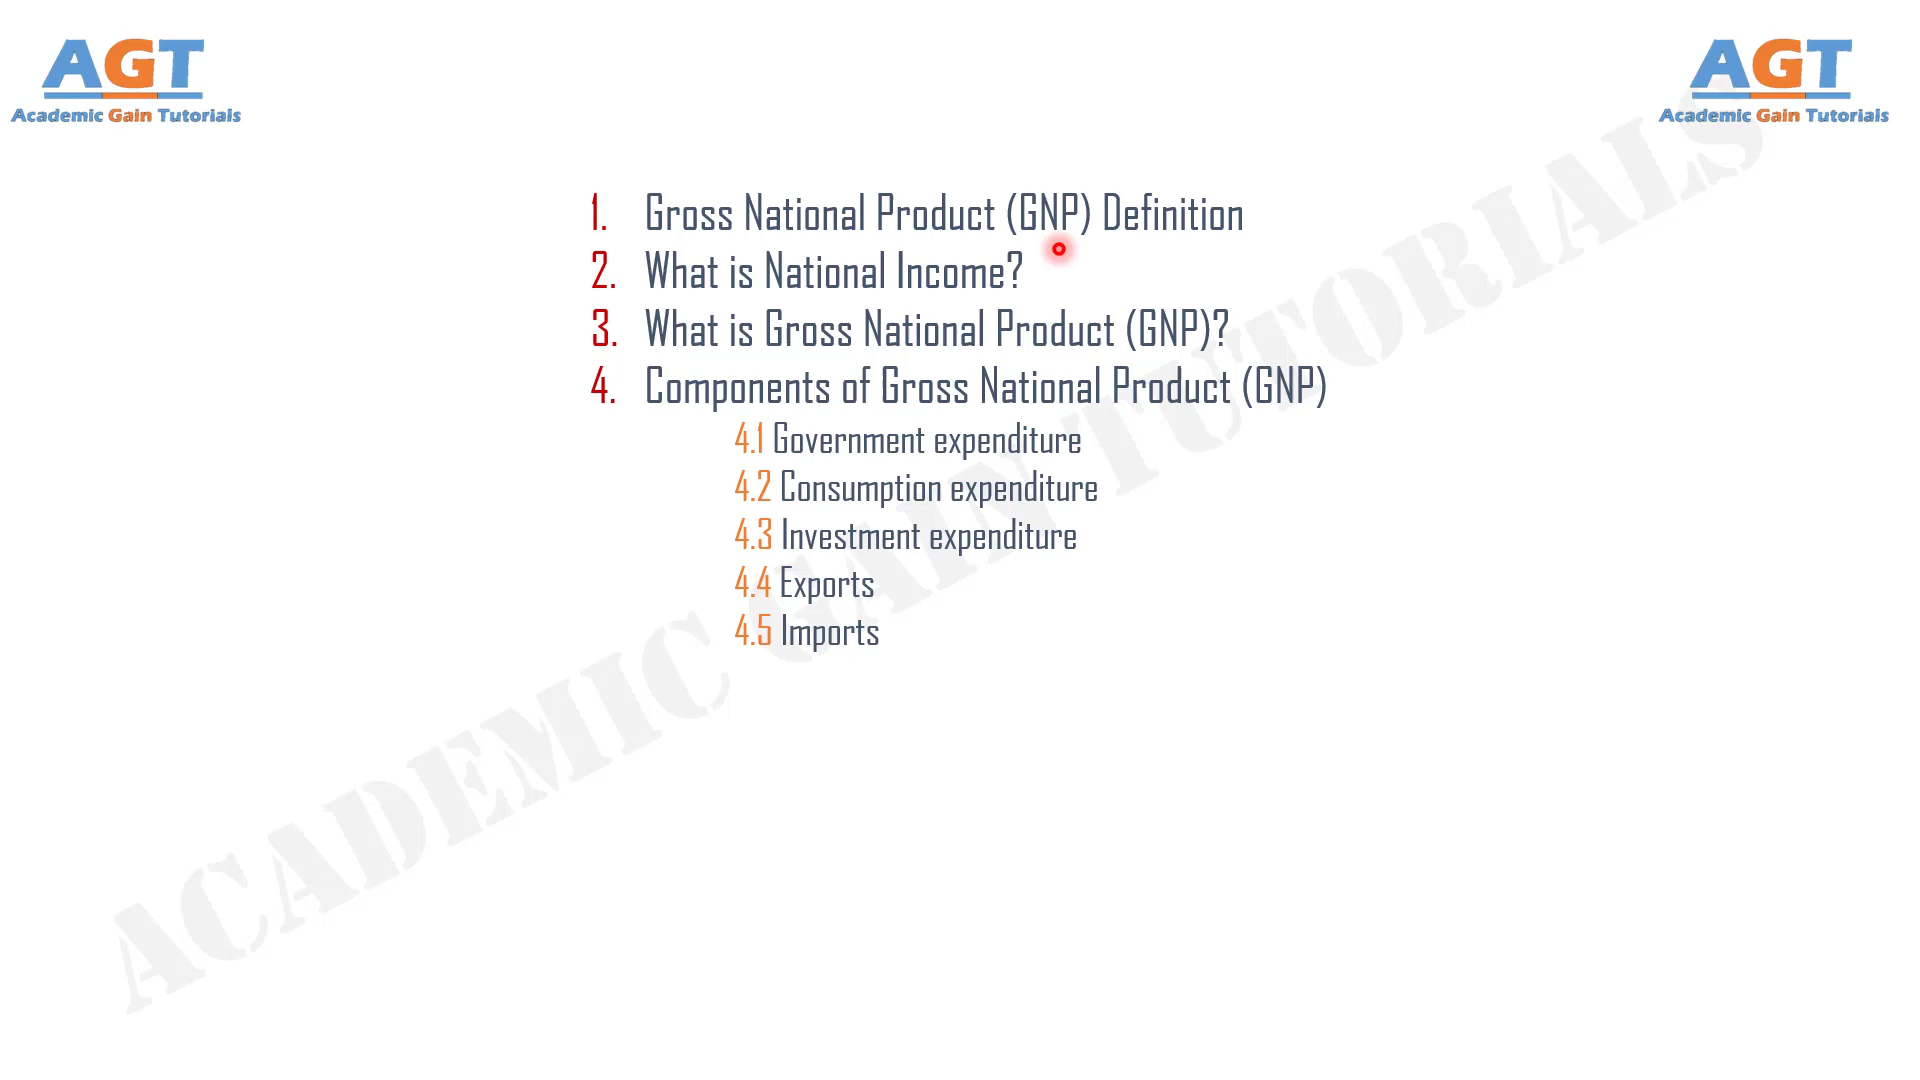 AGT
Academic Gain Tutorials
AGT
Academic Gain Tutorials
1. Gross National Product (GNP) Definition
2. What is National Income?
3. What is Gross National Product (GNP)?
4. Components of Gross National Product (GNP)
4.1 Government expenditure
4.2 Consumption expenditure
4.3 Investment expenditure
4.4 Exports
4.5 Imports
ACADEMIC GAIN TUTORIALS